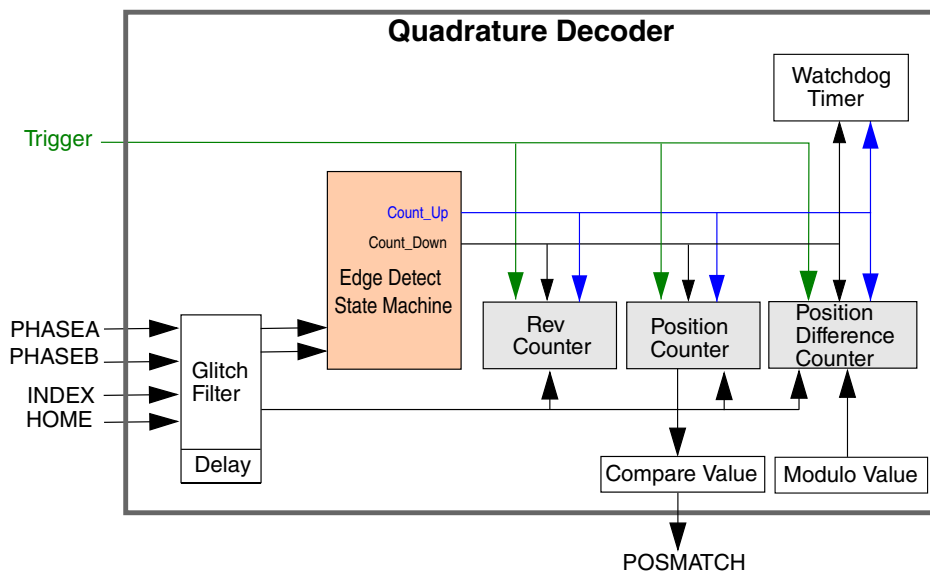 Quadrature Decoder
Watchdog
Timer
Trigger
Count_Up
Count_Down
Edge Detect
State Machine
PHASEA
PHASEB
INDEX
HOME
Glitch
Filter
Delay
Rev
Counter
Position
Counter
Position
Difference
Counter
Compare Value
Modulo Value
POSMATCH